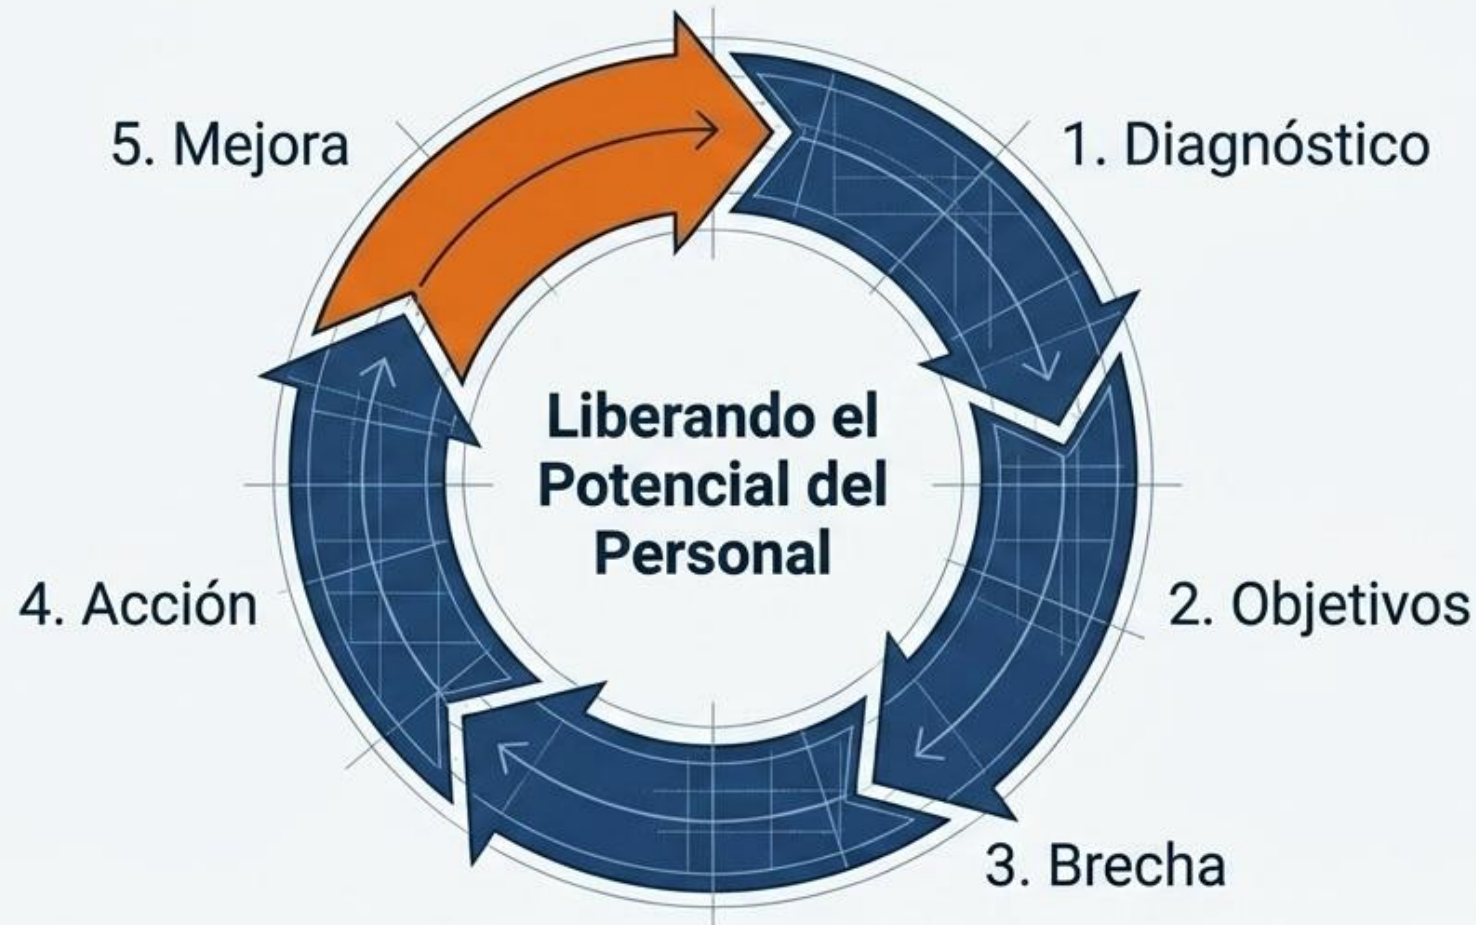 5. Mejora
1. Diagnóstico
Liberando el
Potencial del
Personal
4. Acción
2. Objetivos
3. Brecha